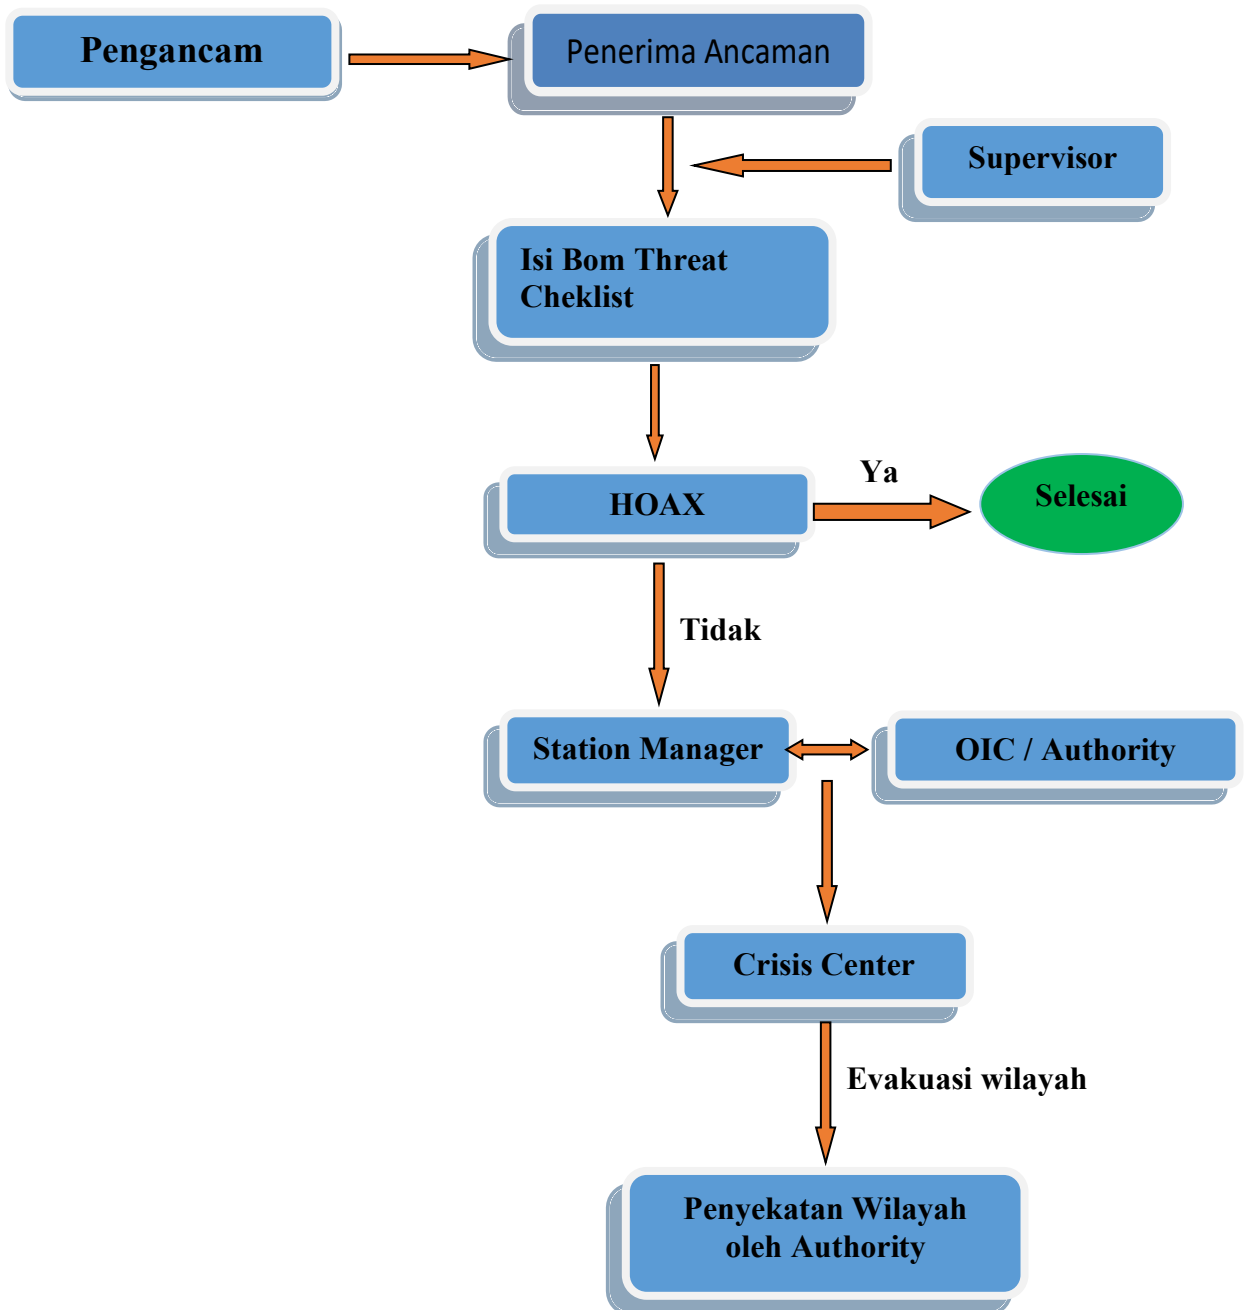 Pengancam
Penerima Ancaman
Supervisor
Isi Bom Threat
Cheklist
HOAX
Ya
Selesai
Tidak
Station Manager
OIC / Authority
Crisis Center
Evakuasi wilayah
Penyekatan Wilayah
oleh Authority